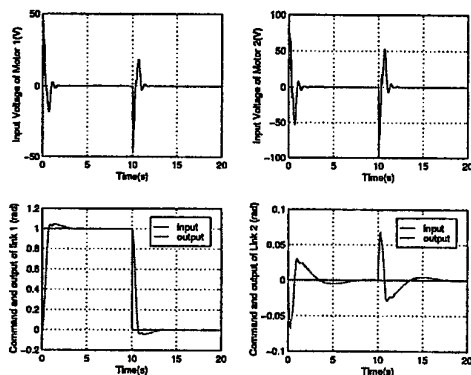 Input Voltage of Motor 1(V)
50
0
-50
0 5 10 15 20
Time(s)
Input Voltage of Motor 2(V)
100
50
0
-50
-100
0 5 10 15 20
Time(s)
Command and output of link 1 (rad)
1.2
1
0.8
0.6
0.4
0.2
0
-0.2
0 5 10 15 20
Time(s)
Input
output
Command and output of Link 2 (rad)
0.1
0.05
0
-0.05
-0.1
0 5 10 15 20
Time(s)
Input
output